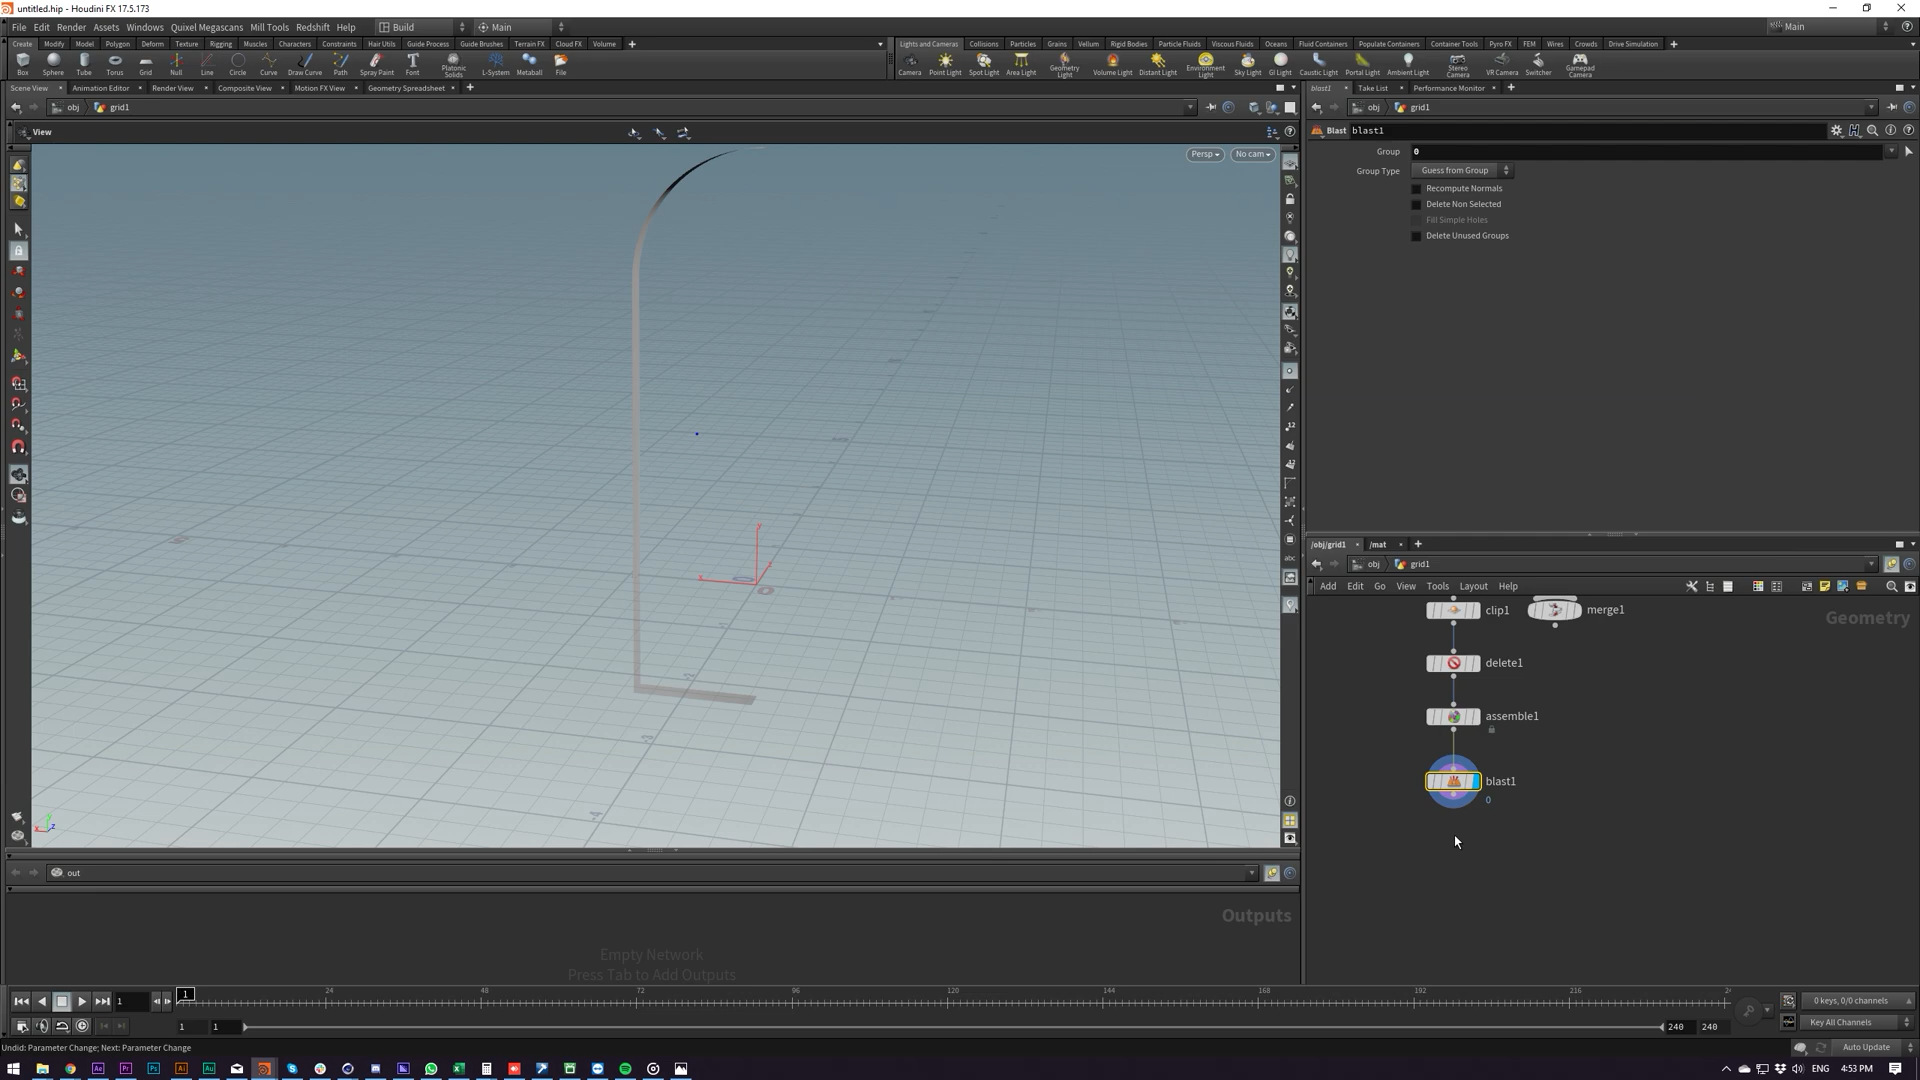 untitled.hip - Houdini FX 17.5.173
File Edit Render Assets Windows Quixel Megascans Mill Tools Redshift Help Build Main Main
Create Modify Model Polygon Deform Texture Rigging Muscles Characters Constraints Hair Utils Guide Process Guide Brushes Terrain FX Cloud FX Volume
Lights and Cameras Collisions Particles Grains Vellum Rigid Bodies Particle Fluids Viscous Fluids Oceans Fluid Containers Populate Containers Container Tools Pyro FX FEM Wires Crowds Drive Simulation
Box Sphere Tube Torus Grid Null Line Circle Curve Draw Curve Path Spray Paint Font Platonic Solids L-System Metaball File
Camera Point Light Spot Light Area Light Geometry Light Volume Light Distant Light Environment Light Sky Light GI Light Caustic Light Portal Light Ambient Light Stereo Camera VR Camera Switcher Gamepad Camera
Scene View Animation Editor Render View Composite View Motion FX View Geometry Spreadsheet
blast1 Take List Performance Monitor
obj grid1
obj grid1
View
Blast blast1
Persp No cam
Group 0
Group Type Guess from Group
Recompute Normals
Delete Non Selected
Fill Simple Holes
Delete Unused Groups
/obj/grid1 /mat
obj grid1
Add Edit Go View Tools Layout Help
Geometry
clip1 merge1
delete1
assemble1
blast1
0
out
Outputs
Empty Network
Press Tab to Add Outputs
1 1 24 48 72 96 120 144 168 192 216
0 keys, 0/0 channels
1 1 240 240
Key All Channels
Undid: Parameter Change; Next: Parameter Change
Auto Update
ENG 4:53 PM